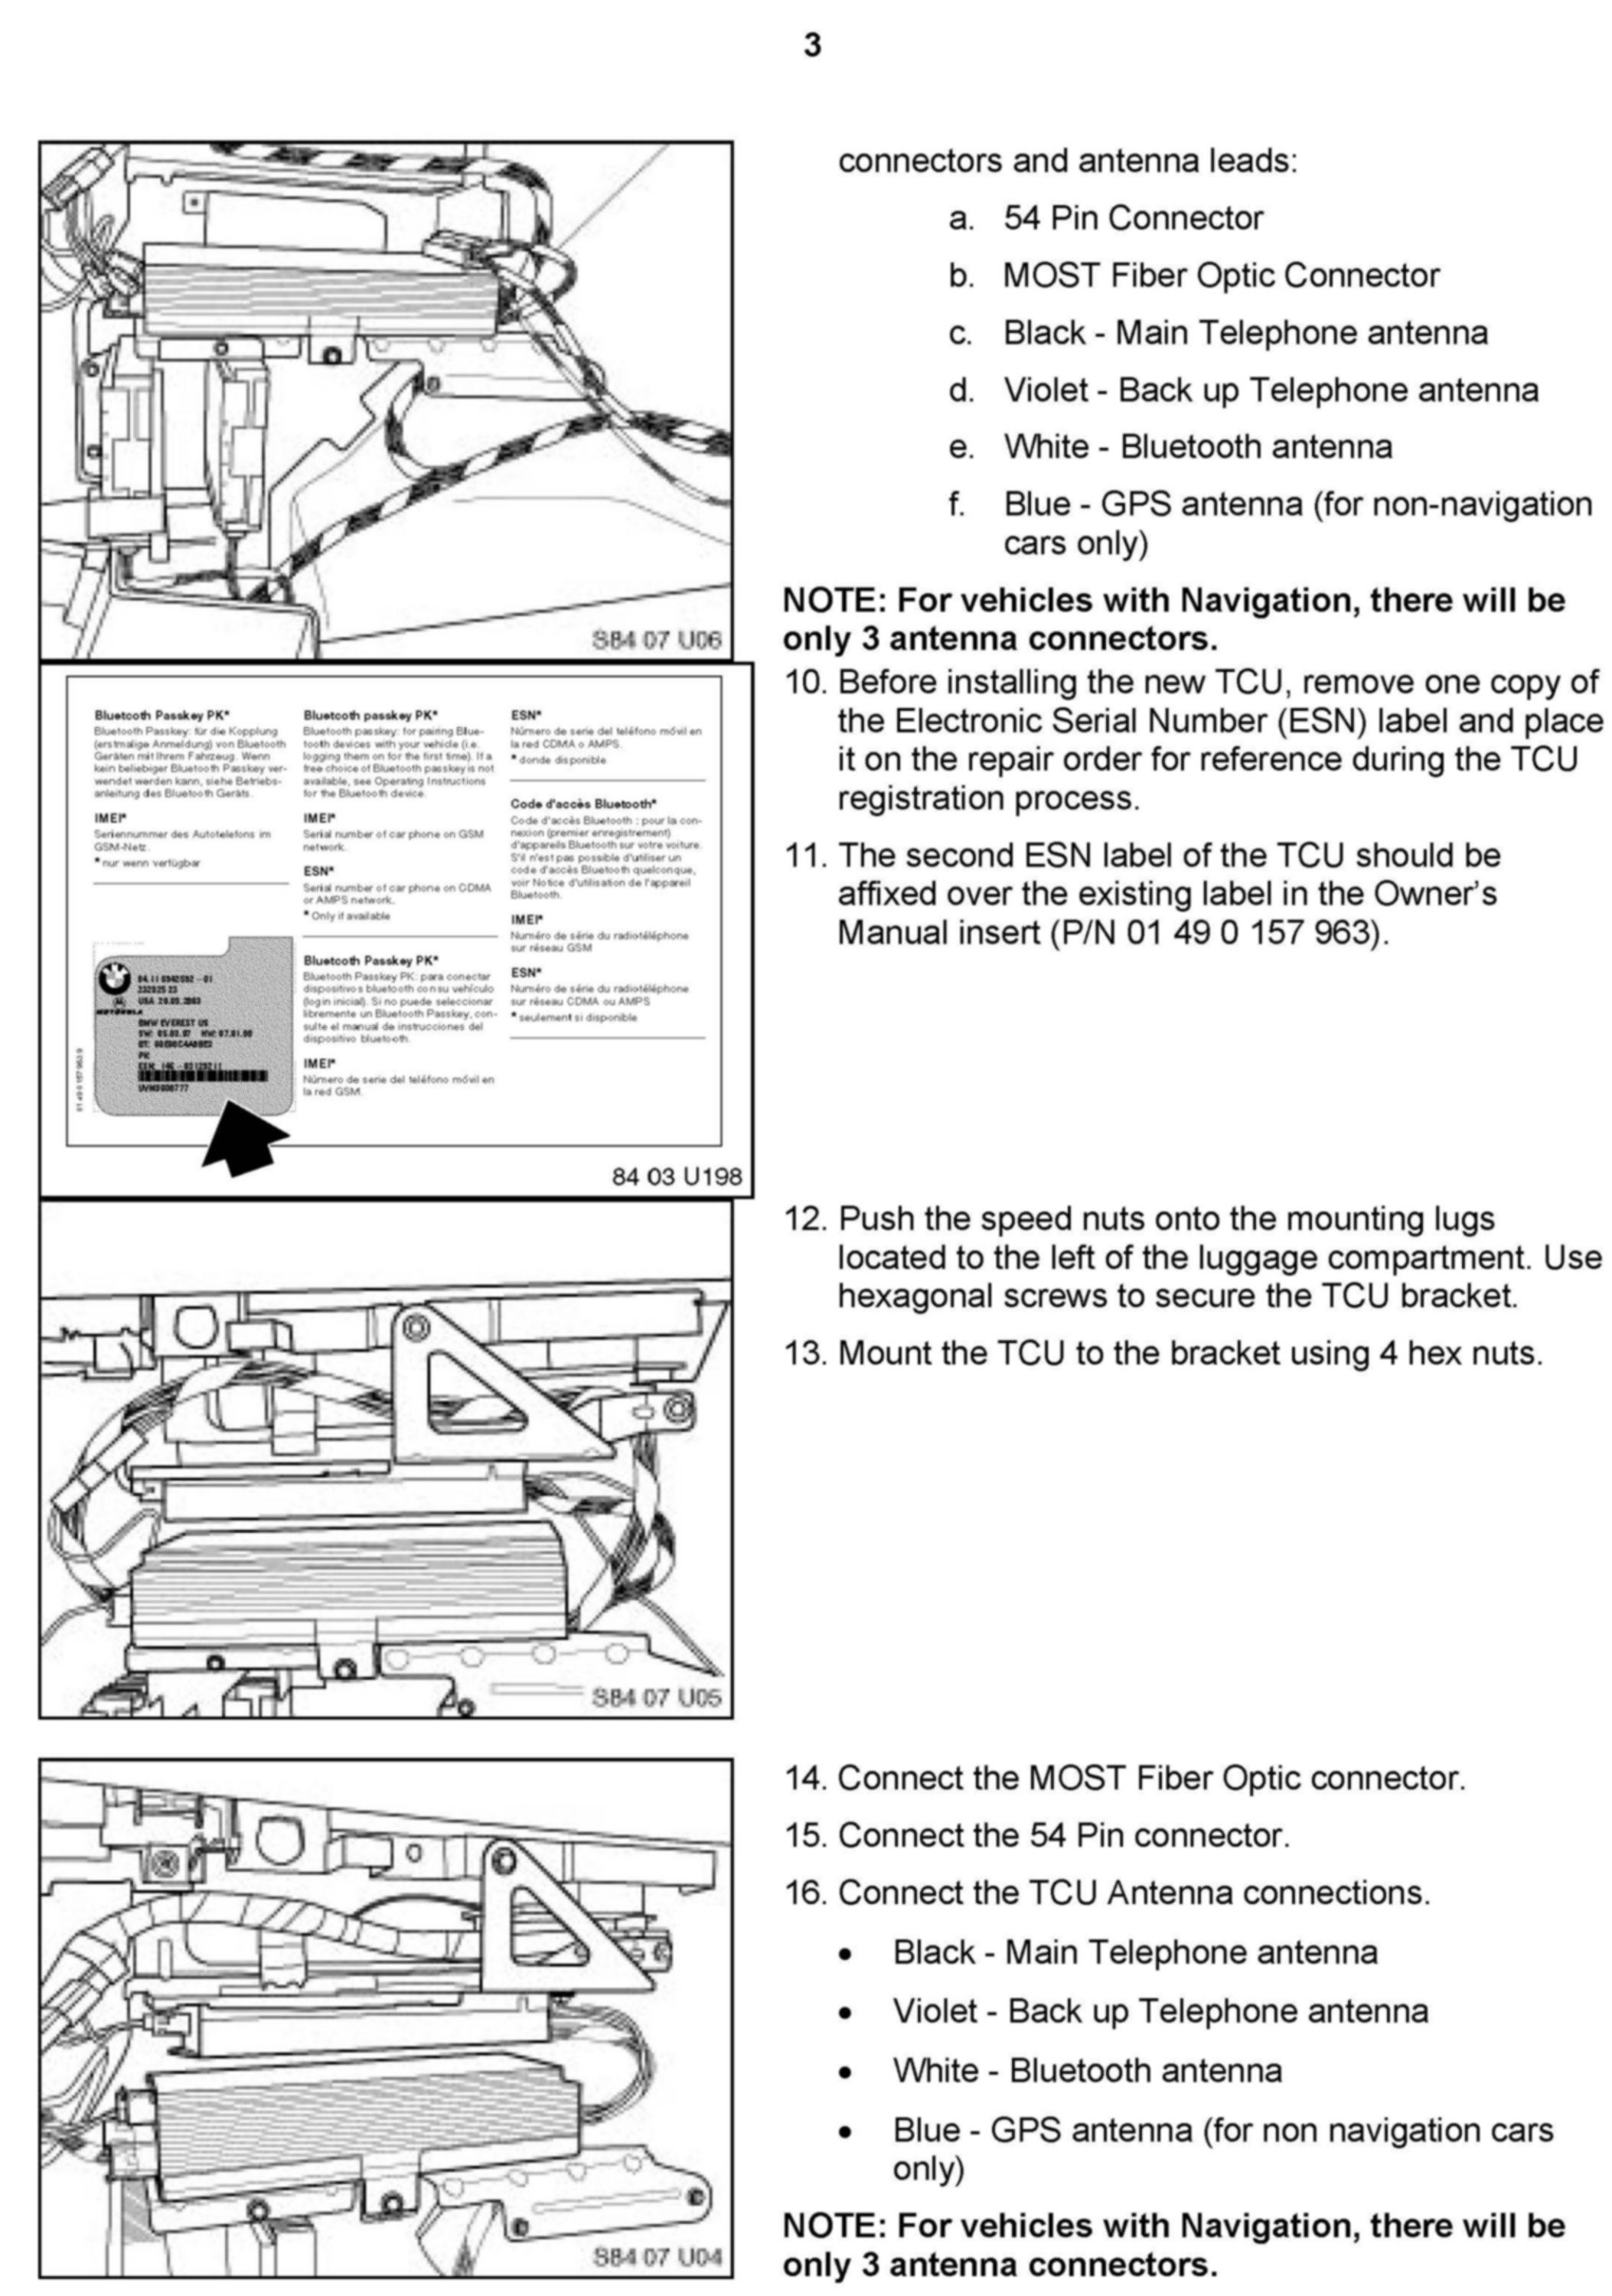 3
connectors and antenna leads:
a. 54 Pin Connector
b. MOST Fiber Optic Connector
c. Black - Main Telephone antenna
d. Violet - Back up Telephone antenna
e. White - Bluetooth antenna
f. Blue - GPS antenna (for non-navigation
cars only)
NOTE: For vehicles with Navigation, there will be
only 3 antenna connectors.
S84 07 U06
Bluetooth Passkey PK*
Bluetooth Passkey: für die Kopplung
(erstmalige Anmeldung) von Bluetooth
Geräten mit Ihrem Fahrzeug. Wenn
kein beliebiger Bluetooth Passkey ver-
wendet werden kann, siehe Betriebs-
anleitung des Bluetooth Geräts.
IMEI*
Seriennummer des Autotelefons im
GSM-Netz.
* nur wenn verfügbar
MOTOROLA
USA
BMW EVEREST US
PK
Bluetooth passkey PK*
Bluetooth passkey: for pairing Blue-
tooth devices with your vehicle (i.e.
logging them on for the first time). If a
free choice of Bluetooth passkey is not
available, see Operating Instructions
for the Bluetooth device.
IMEI*
Serial number of car phone on GSM
network.
ESN*
Serial number of car phone on CDMA
or AMPS network.
* Only if available
Bluetooth Passkey PK*
Bluetooth Passkey PK: para conectar
dispositivos bluetooth con su vehículo
(login inicial). Si no puede seleccionar
libremente un Bluetooth Passkey, con-
sulte el manual de instrucciones del
dispositivo bluetooth.
IMEI*
Número de serie del teléfono móvil en
la red GSM.
ESN*
Número de serie del teléfono móvil en
la red CDMA o AMPS.
* donde disponible
Code d'accès Bluetooth*
Code d'accès Bluetooth : pour la con-
nexion (premier enregistrement)
d'appareils Bluetooth sur votre voiture.
S'il n'est pas possible d'utiliser un
code d'accès Bluetooth quelconque,
voir Notice d'utilisation de l'appareil
Bluetooth.
IMEI*
Numéro de série du radiotéléphone
sur réseau GSM
ESN*
Numéro de série du radiotéléphone
sur réseau CDMA ou AMPS
* seulement si disponible
84 03 U198
10. Before installing the new TCU, remove one copy of
the Electronic Serial Number (ESN) label and place
it on the repair order for reference during the TCU
registration process.
11. The second ESN label of the TCU should be
affixed over the existing label in the Owner's
Manual insert (P/N 01 49 0 157 963).
12. Push the speed nuts onto the mounting lugs
located to the left of the luggage compartment. Use
hexagonal screws to secure the TCU bracket.
13. Mount the TCU to the bracket using 4 hex nuts.
S84 07 U05
14. Connect the MOST Fiber Optic connector.
15. Connect the 54 Pin connector.
16. Connect the TCU Antenna connections.
• Black - Main Telephone antenna
• Violet - Back up Telephone antenna
• White - Bluetooth antenna
• Blue - GPS antenna (for non navigation cars
only)
NOTE: For vehicles with Navigation, there will be
only 3 antenna connectors.
S84 07 U04